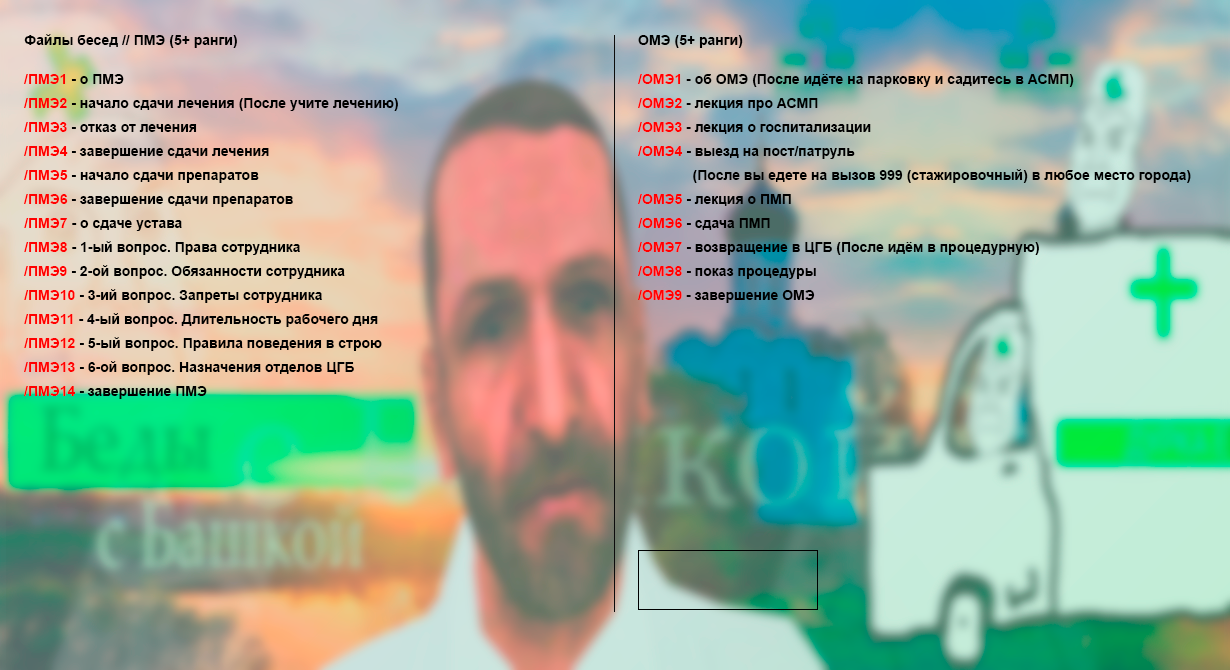 Файлы бесед // ПМЭ (5+ ранги)
/ПМЭ1 - о ПМЭ
/ПМЭ2 - начало сдачи лечения (После учите лечению)
/ПМЭ3 - отказ от лечения
/ПМЭ4 - завершение сдачи лечения
/ПМЭ5 - начало сдачи препаратов
/ПМЭ6 - завершение сдачи препаратов
/ПМЭ7 - о сдаче устава
/ПМЭ8 - 1-ый вопрос. Права сотрудника
/ПМЭ9 - 2-ой вопрос. Обязанности сотрудника
/ПМЭ10 - 3-ий вопрос. Запреты сотрудника
/ПМЭ11 - 4-ый вопрос. Длительность рабочего дня
/ПМЭ12 - 5-ый вопрос. Правила поведения в строю
/ПМЭ13 - 6-ой вопрос. Назначения отделов ЦГБ
/ПМЭ14 - завершение ПМЭ
Беды
с Башкой
ОМЭ (5+ ранги)
/ОМЭ1 - об ОМЭ (После идёте на парковку и садитесь в АСМП)
/ОМЭ2 - лекция про АСМП
/ОМЭ3 - лекция о госпитализации
/ОМЭ4 - выезд на пост/патруль
(После вы едете на вызов 999 (стажировочный) в любое место города)
/ОМЭ5 - лекция о ПМП
/ОМЭ6 - сдача ПМП
/ОМЭ7 - возвращение в ЦГБ (После идём в процедурную)
/ОМЭ8 - показ процедуры
/ОМЭ9 - завершение ОМЭ